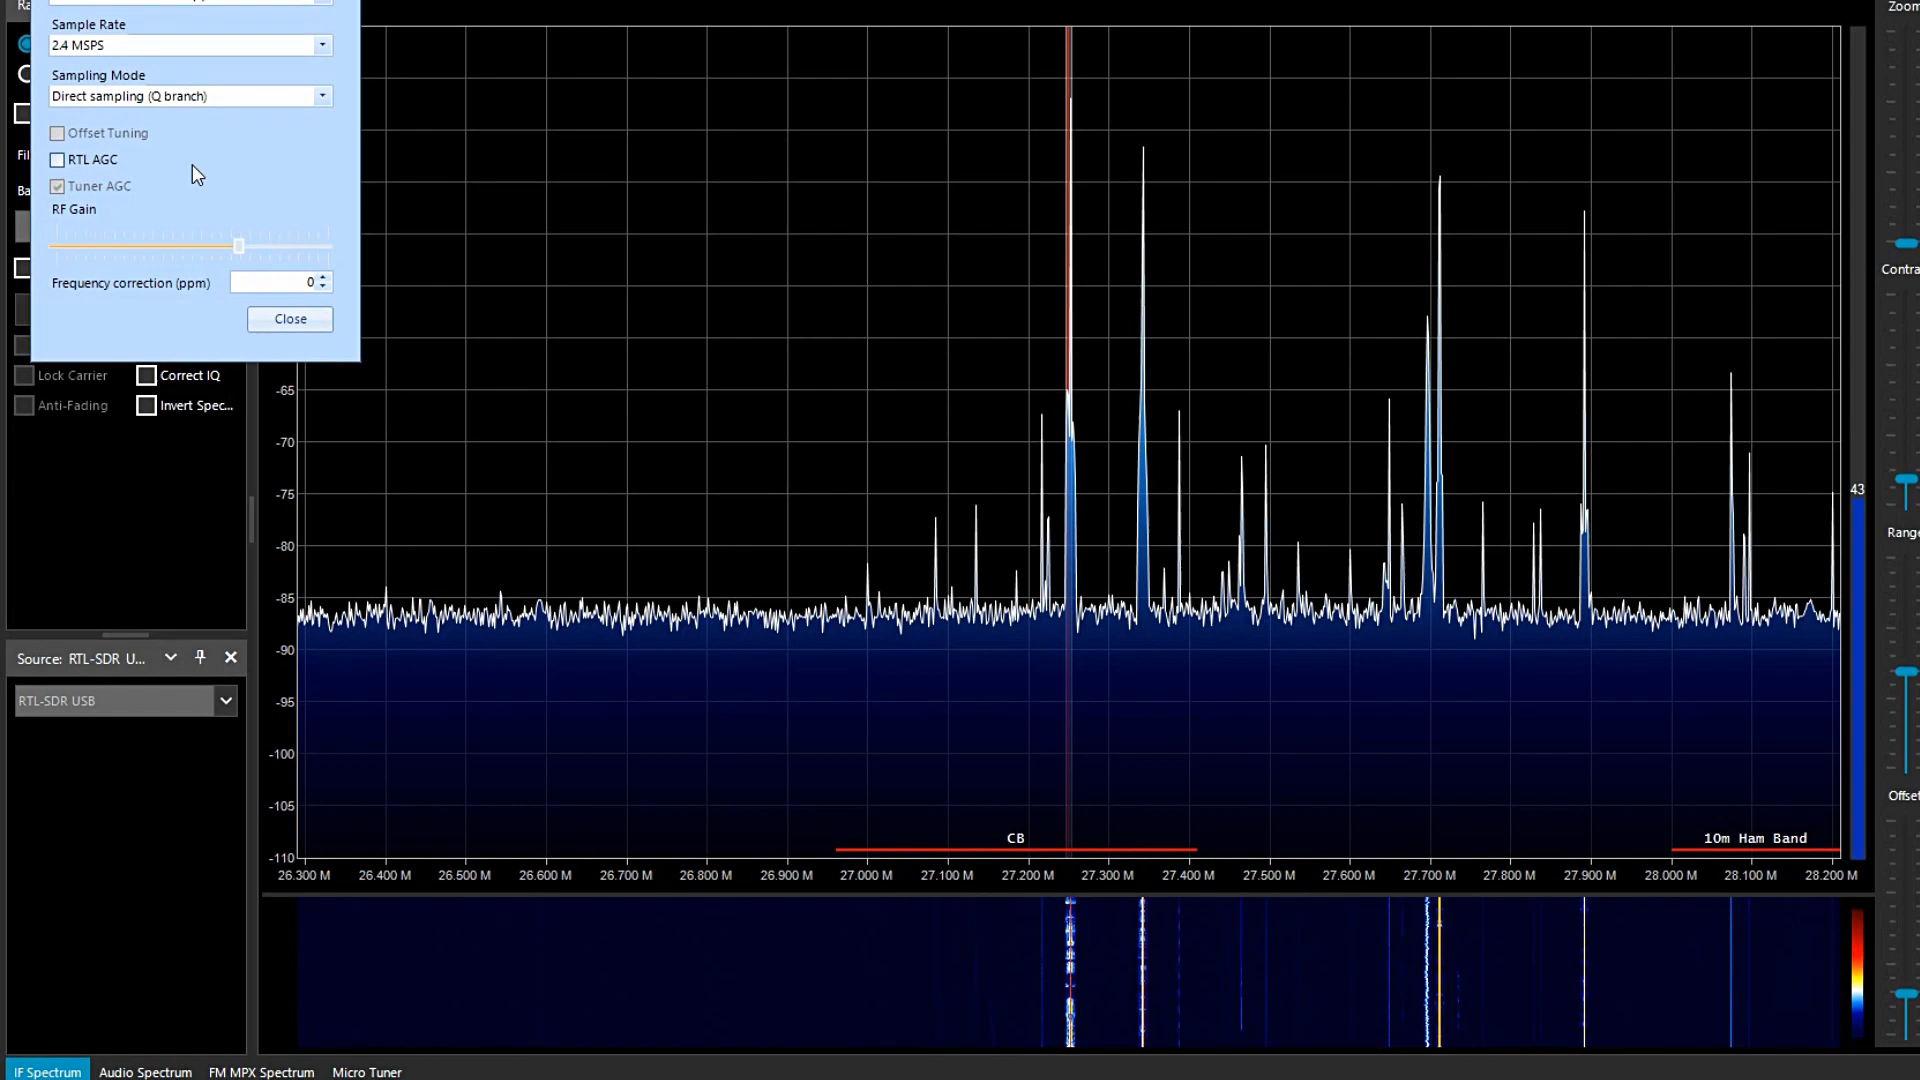 Sample Rate
2.4 MSPS
Sampling Mode
Direct sampling (Q branch)
Offset Tuning
RTL AGC
Tuner AGC
RF Gain
Frequency correction (ppm) 0
Close
Lock Carrier Correct IQ
Anti-Fading Invert Spec...
Source: RTL-SDR U...
RTL-SDR USB
-65
-70
-75
-80
-85
-90
-95
-100
-105
-110
CB 10m Ham Band
26.300 M 26.400 M 26.500 M 26.600 M 26.700 M 26.800 M 26.900 M 27.000 M 27.100 M 27.200 M 27.300 M 27.400 M 27.500 M 27.600 M 27.700 M 27.800 M 27.900 M 28.000 M 28.100 M 28.200 M
43
Zoom
Contra
Range
Offset
IF Spectrum Audio Spectrum FM MPX Spectrum Micro Tuner